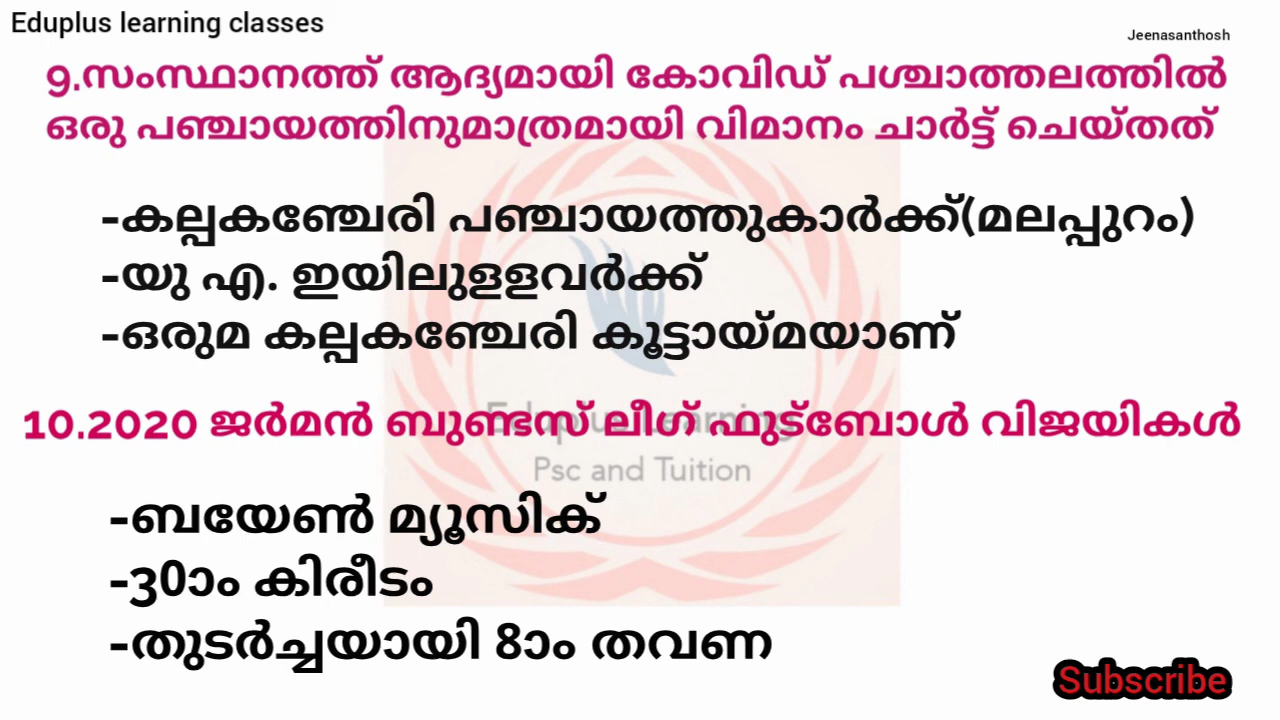 Eduplus learning classes
Jeenasanthosh
9.സംസ്ഥാനത്ത് ആദ്യമായി കോവിഡ് പശ്ചാത്തലത്തിൽ
ഒരു പഞ്ചായത്തിനുമാത്രമായി വിമാനം ചാർട്ട് ചെയ്തത്
-കല്പകഞ്ചേരി പഞ്ചായത്തുകാർക്ക്(മലപ്പുറം)
-യു എ. ഇയിലുളളവർക്ക്
-ഒരുമ കല്പകഞ്ചേരി കൂട്ടായ്മയാണ്
10.2020 ജർമൻ ബുണ്ടസ് ലീഗ് ഫുട്ബോൾ വിജയികൾ
Eduplus Learning
Psc and Tuition
-ബയേൺ മ്യൂസിക്
-30ാം കിരീടം
-തുടർച്ചയായി 8ാം തവണ
Subscribe